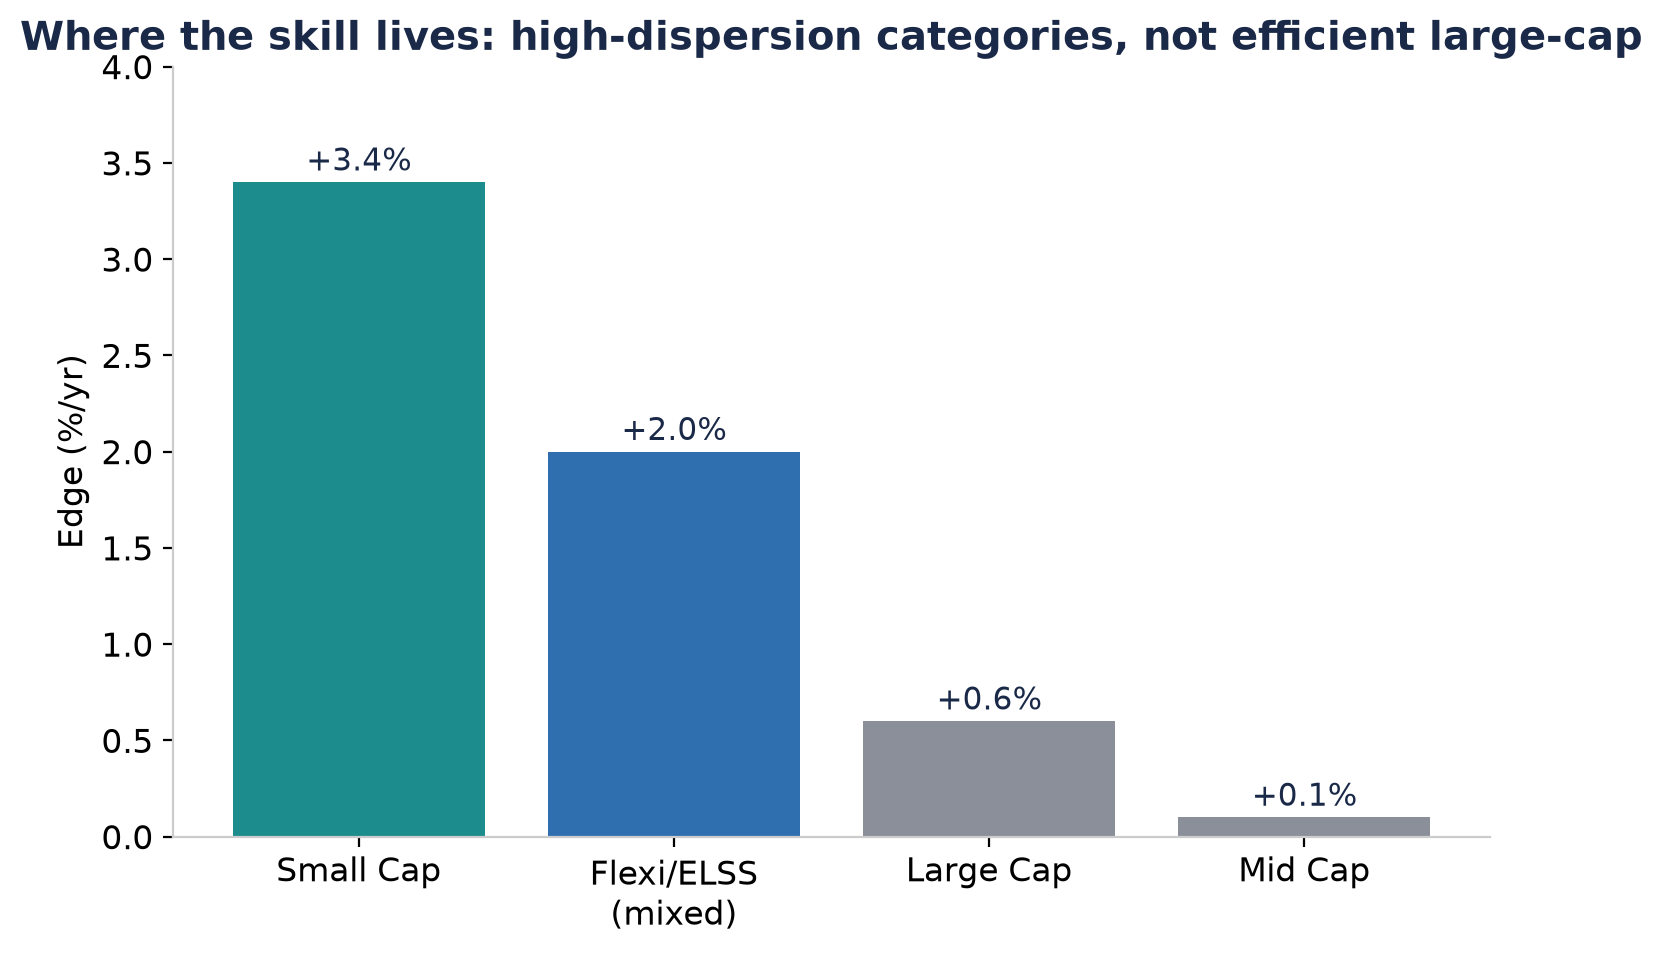 Where the skill lives: high-dispersion categories, not efficient large-cap
4.0
3.5
3.0
2.5
2.0
1.5
1.0
0.5
0.0
Edge (%/yr)
+3.4%
+2.0%
+0.6%
+0.1%
Small Cap
Flexi/ELSS
(mixed)
Large Cap
Mid Cap